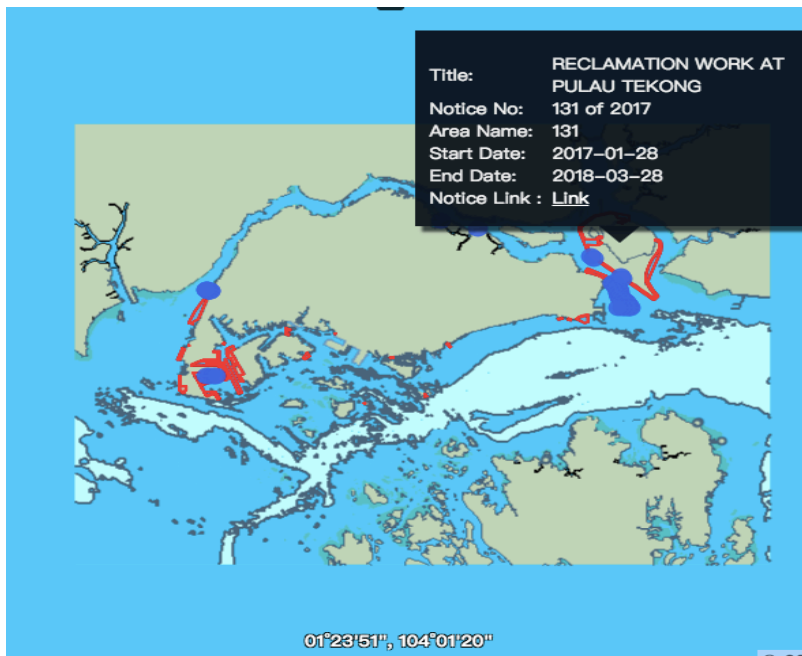 Title: RECLAMATION WORK AT
PULAU TEKONG
Notice No: 131 of 2017
Area Name: 131
Start Date: 2017-01-28
End Date: 2018-03-28
Notice Link : Link
01°23'51", 104°01'20"